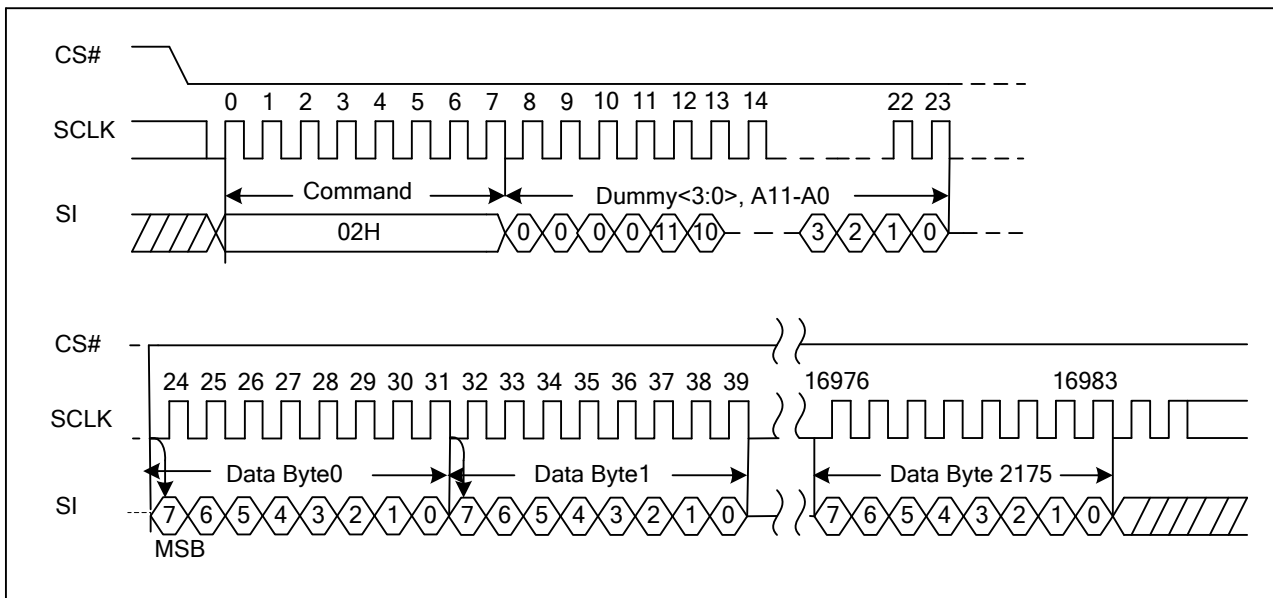 CS#
0 1 2 3 4 5 6 7 8 9 10 11 12 13 14 22 23
SCLK
Command Dummy<3:0>, A11-A0
SI
02H 0 0 0 0 11 10 3 2 1 0
CS#
24 25 26 27 28 29 30 31 32 33 34 35 36 37 38 39 16976 16983
SCLK
Data Byte0 Data Byte1 Data Byte 2175
SI
7 6 5 4 3 2 1 0 7 6 5 4 3 2 1 0 7 6 5 4 3 2 1 0
MSB